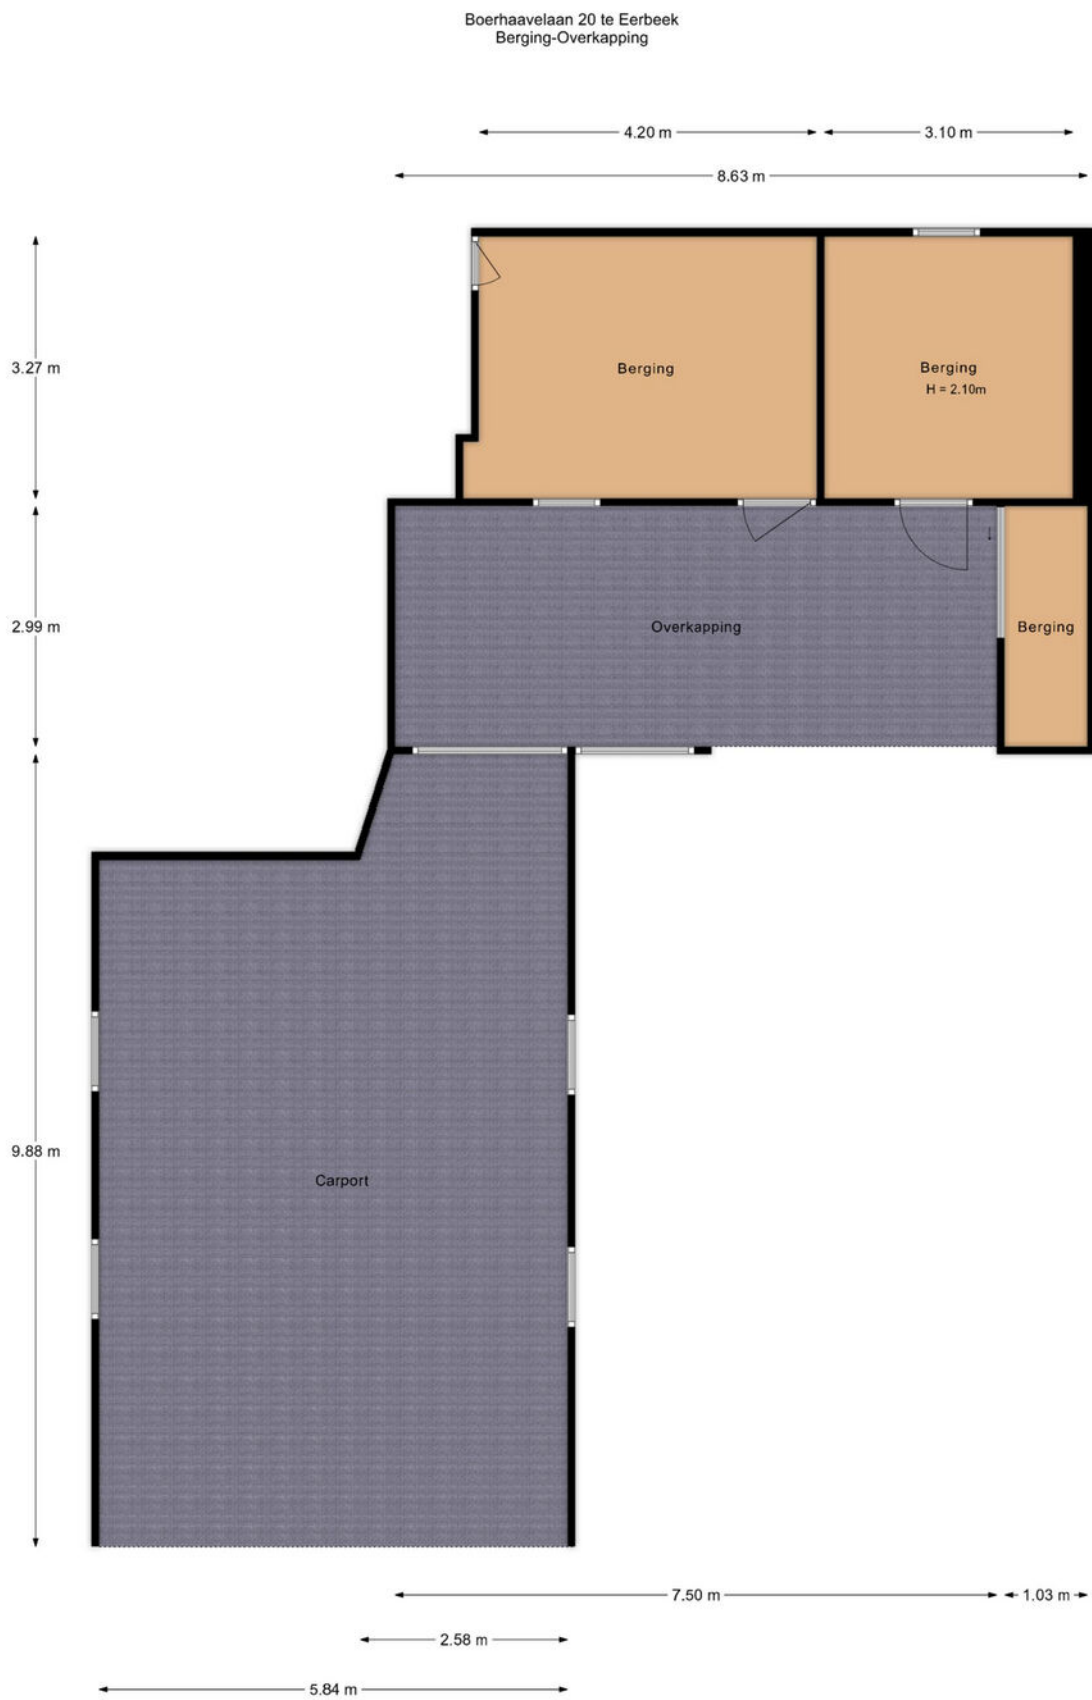 Boerhaavelaan 20 te Eerbeek
Berging-Overkapping
4.20 m
3.10 m
8.63 m
3.27 m
Berging
Berging
H = 2.10m
2.99 m
Overkapping
Berging
9.88 m
Carport
7.50 m
1.03 m
2.58 m
5.84 m